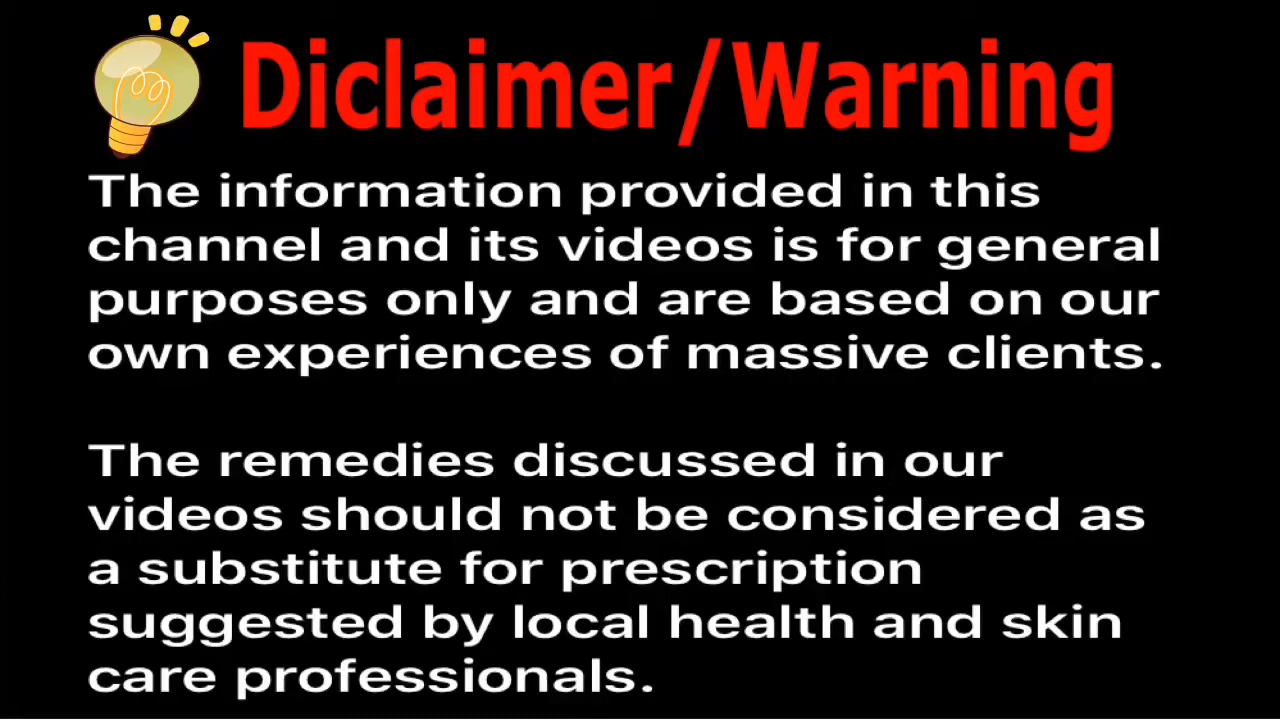 Diclaimer/Warning
The information provided in this
channel and its videos is for general
purposes only and are based on our
own experiences of massive clients.
The remedies discussed in our
videos should not be considered as
a substitute for prescription
suggested by local health and skin
care professionals.